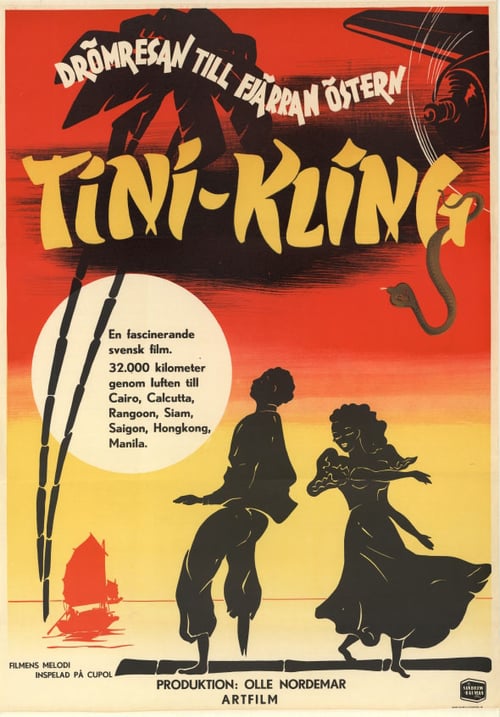 DRÖMRESAN TILL FJÄRRAN ÖSTERN
TINI-KLING
En fascinerande
svensk film.
32.000 kilometer
genom luften till
Cairo, Calcutta,
Rangoon, Siam,
Saigon, Hongkong,
Manila.
FILMENS MELODI
INSPELAD PÅ CUPOL
PRODUKTION: OLLE NORDEMAR
ARTFILM